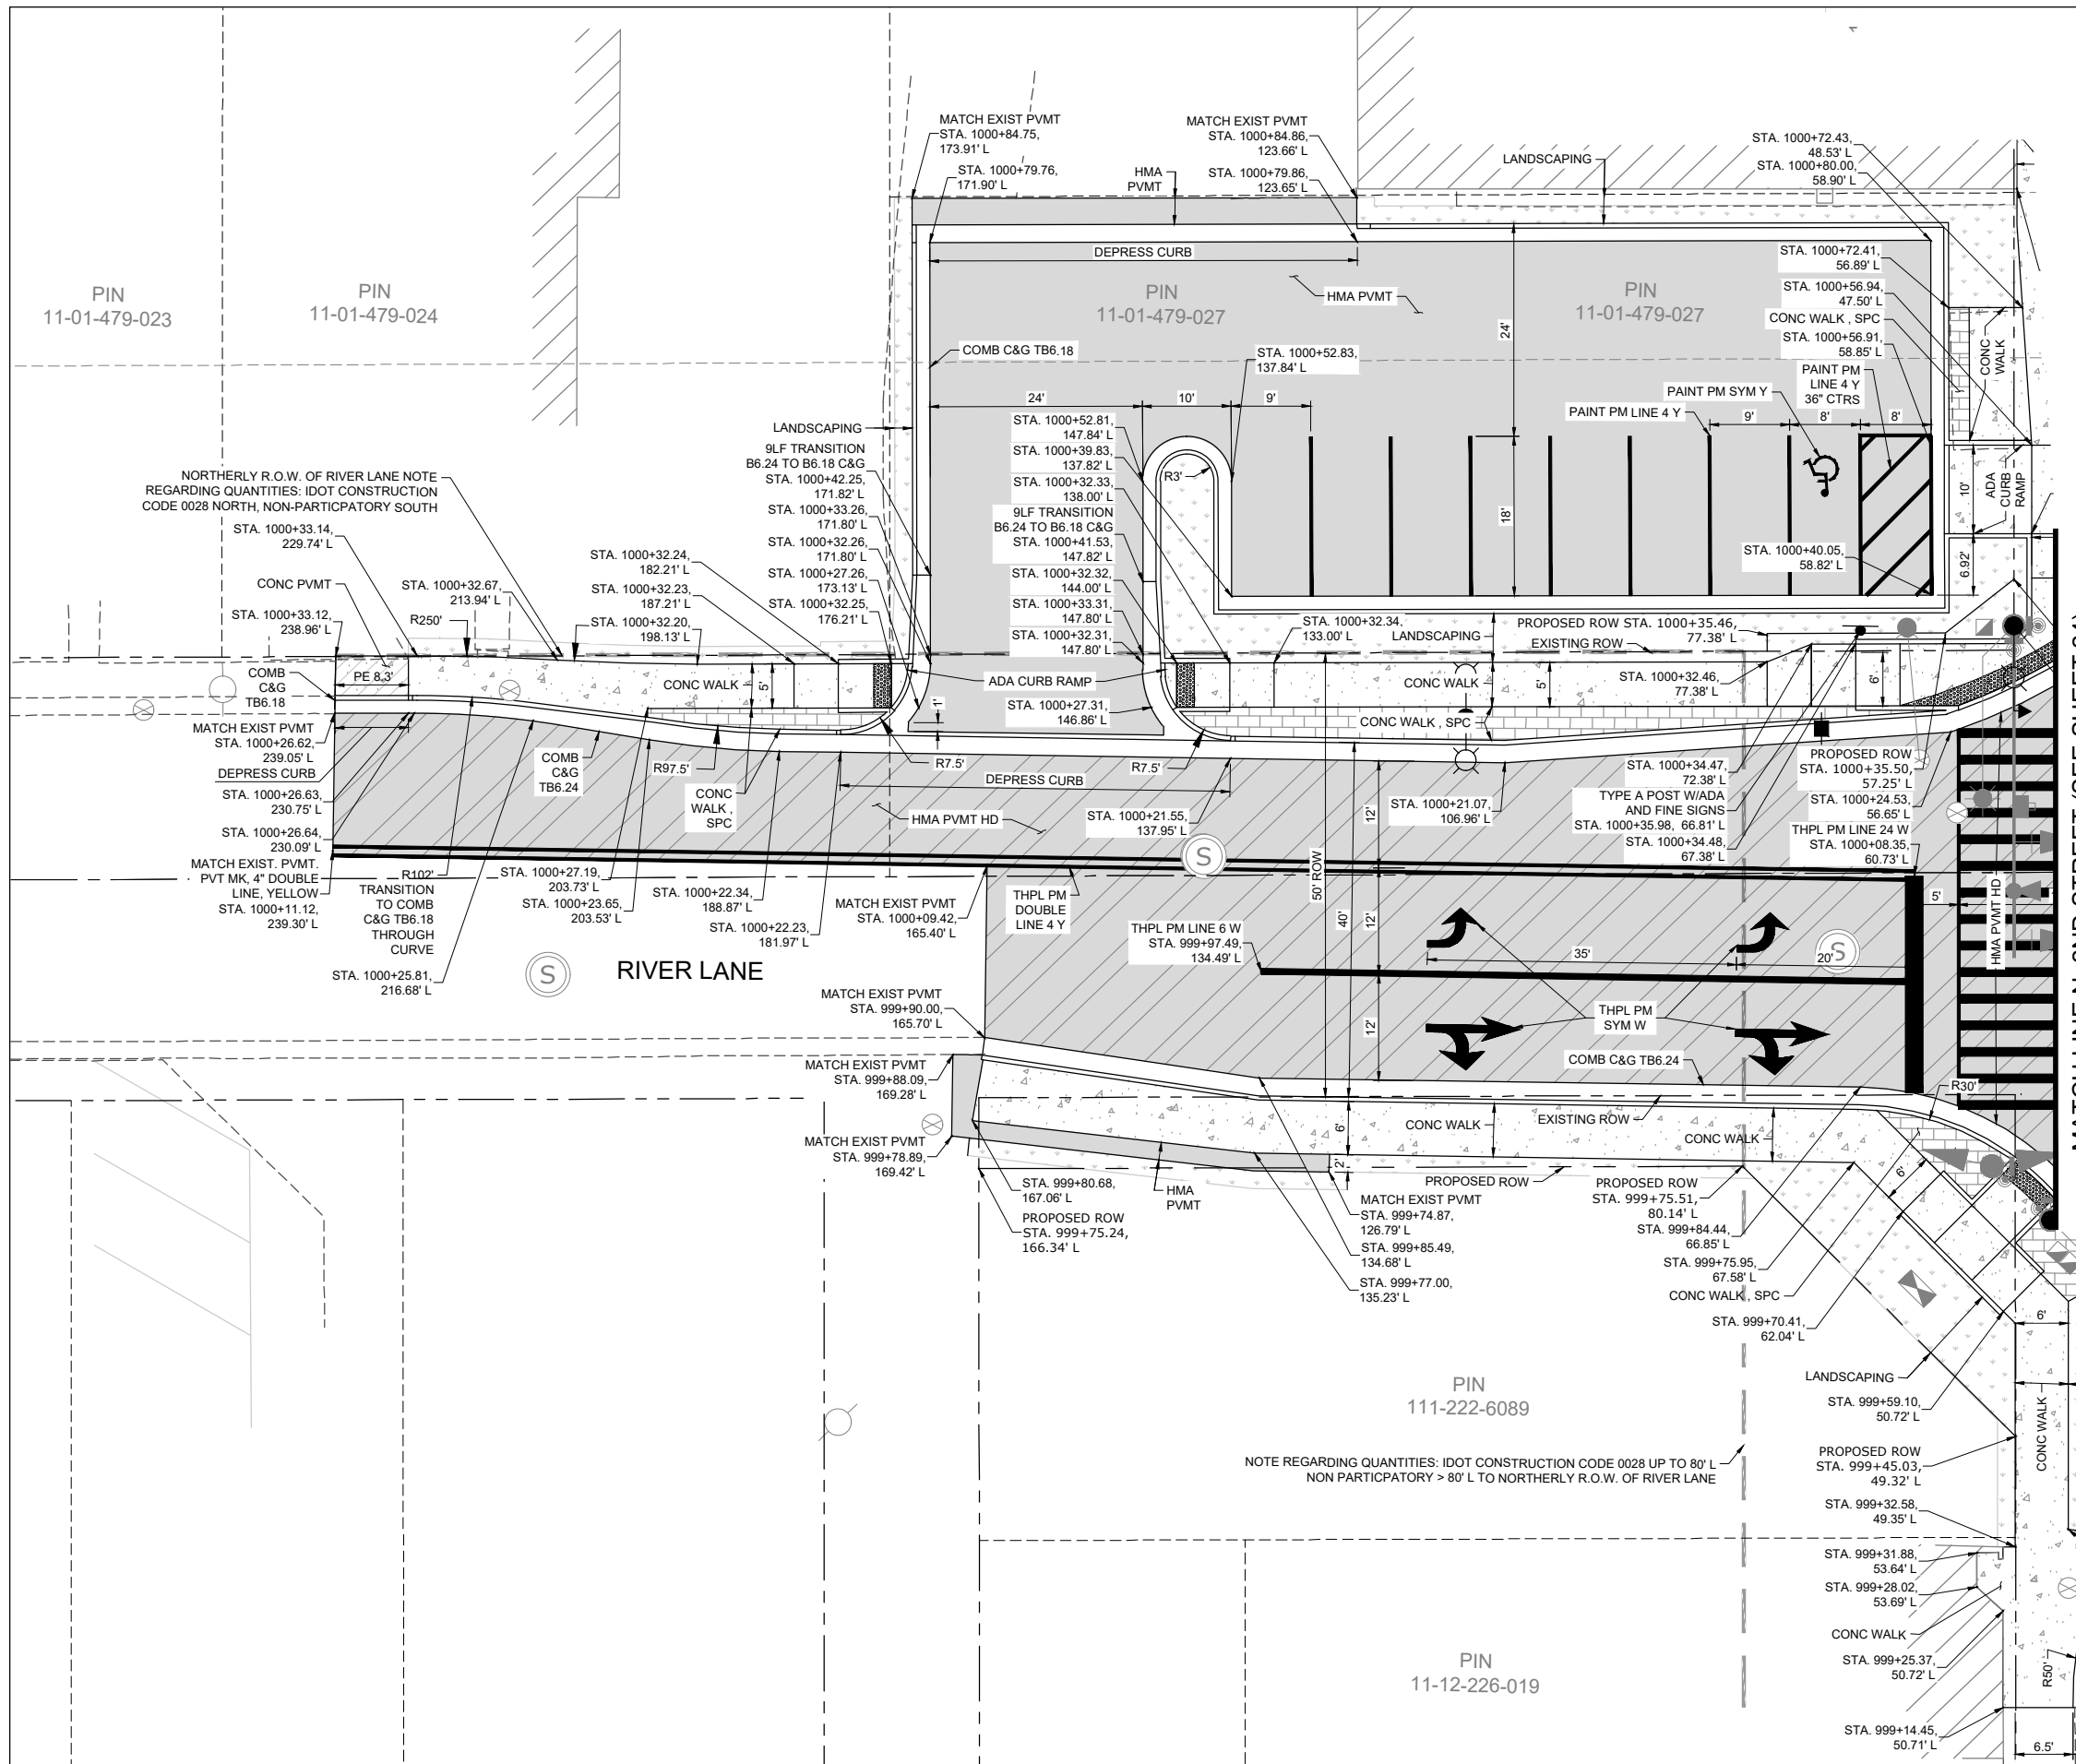 MATCH EXIST PVMT
STA. 1000+84.75,
173.91' L
STA. 1000+79.76,
171.90' L
HMA
PVMT
MATCH EXIST PVMT
STA. 1000+84.86,
123.66' L
STA. 1000+79.86,
123.65' L
LANDSCAPING
STA. 1000+72.43,
48.53' L
STA. 1000+80.00,
58.90' L
DEPRESS CURB
HMA PVMT
PIN
11-01-479-023
PIN
11-01-479-024
PIN
11-01-479-027
PIN
11-01-479-027
STA. 1000+72.41,
56.89' L
STA. 1000+56.94,
47.50' L
CONC WALK , SPC
STA. 1000+56.91,
58.85' L
CONC
WALK
24'
COMB C&G TB6.18
STA. 1000+52.83,
137.84' L
PAINT PM
LINE 4 Y
36" CTRS
PAINT PM SYM Y
PAINT PM LINE 4 Y
24'
10'
9'
9'
8'
8'
LANDSCAPING
9LF TRANSITION
B6.24 TO B6.18 C&G
STA. 1000+42.25,
171.82' L
STA. 1000+33.26,
171.80' L
STA. 1000+32.26,
171.80' L
STA. 1000+27.26,
173.13' L
STA. 1000+32.25,
176.21' L
STA. 1000+52.81,
147.84' L
STA. 1000+39.83,
137.82' L
STA. 1000+32.33,
138.00' L
9LF TRANSITION
B6.24 TO B6.18 C&G
STA. 1000+41.53,
147.82' L
STA. 1000+32.32,
144.00' L
STA. 1000+33.31,
147.80' L
STA. 1000+32.31,
147.80' L
R3'
18'
10'
ADA
CURB
RAMP
6.92'
STA. 1000+40.05,
58.82' L
NORTHERLY R.O.W. OF RIVER LANE NOTE
REGARDING QUANTITIES: IDOT CONSTRUCTION
CODE 0028 NORTH, NON-PARTICPATORY SOUTH
STA. 1000+33.14,
229.74' L
CONC PVMT
STA. 1000+33.12,
238.96' L
STA. 1000+32.67,
213.94' L
R250'
STA. 1000+32.24,
182.21' L
STA. 1000+32.23,
187.21' L
STA. 1000+32.20,
198.13' L
STA. 1000+32.34,
133.00' L
LANDSCAPING
PROPOSED ROW STA. 1000+35.46,
77.38' L
EXISTING ROW
STA. 1000+32.46,
77.38' L
COMB
C&G
TB6.18
PE 8.3'
CONC WALK
5'
ADA CURB RAMP
1'
STA. 1000+27.31,
146.86' L
CONC WALK
5'
6'
CONC WALK , SPC
MATCH EXIST PVMT
STA. 1000+26.62,
239.05' L
DEPRESS CURB
STA. 1000+26.63,
230.75' L
STA. 1000+26.64,
230.09' L
MATCH EXIST. PVMT.
PVT MK, 4" DOUBLE
LINE, YELLOW
STA. 1000+11.12,
239.30' L
COMB
C&G
TB6.24
R97.5'
CONC
WALK ,
SPC
R7.5'
DEPRESS CURB
R7.5'
HMA PVMT HD
STA. 1000+21.55,
137.95' L
STA. 1000+21.07,
106.96' L
12'
STA. 1000+34.47,
72.38' L
TYPE A POST W/ADA
AND FINE SIGNS
STA. 1000+35.98, 66.81' L
STA. 1000+34.48,
67.38' L
PROPOSED ROW
STA. 1000+35.50,
57.25' L
STA. 1000+24.53,
56.65' L
THPL PM LINE 24 W
STA. 1000+08.35,
60.73' L
R102'
TRANSITION
TO COMB
C&G TB6.18
THROUGH
CURVE
STA. 1000+25.81,
216.68' L
STA. 1000+27.19,
203.73' L
STA. 1000+23.65,
203.53' L
STA. 1000+22.34,
188.87' L
STA. 1000+22.23,
181.97' L
MATCH EXIST PVMT
STA. 1000+09.42,
165.40' L
THPL PM
DOUBLE
LINE 4 Y
S
50' ROW
40'
12'
5'
HMA PVMT HD
THPL PM LINE 6 W
STA. 999+97.49,
134.49' L
35'
20'
S
S
RIVER LANE
MATCH EXIST PVMT
STA. 999+90.00,
165.70' L
12'
THPL PM
SYM W
COMB C&G TB6.24
MATCH EXIST PVMT
STA. 999+88.09,
169.28' L
MATCH EXIST PVMT
STA. 999+78.89,
169.42' L
R30'
6'
CONC WALK
EXISTING ROW
CONC WALK
2'
6'
STA. 999+80.68,
167.06' L
PROPOSED ROW
STA. 999+75.24,
166.34' L
HMA
PVMT
MATCH EXIST PVMT
STA. 999+74.87,
126.79' L
STA. 999+85.49,
134.68' L
STA. 999+77.00,
135.23' L
PROPOSED ROW
PROPOSED ROW
STA. 999+75.51,
80.14' L
STA. 999+84.44,
66.85' L
STA. 999+75.95,
67.58' L
CONC WALK , SPC
STA. 999+70.41,
62.04' L
6'
LANDSCAPING
STA. 999+59.10,
50.72' L
CONC WALK
PIN
111-222-6089
NOTE REGARDING QUANTITIES: IDOT CONSTRUCTION CODE 0028 UP TO 80' L
NON PARTICPATORY > 80' L TO NORTHERLY R.O.W. OF RIVER LANE
PROPOSED ROW
STA. 999+45.03,
49.32' L
STA. 999+32.58,
49.35' L
STA. 999+31.88,
53.64' L
STA. 999+28.02,
53.69' L
CONC WALK
STA. 999+25.37,
50.72' L
R50'
PIN
11-12-226-019
STA. 999+14.45,
50.71' L
6.5'